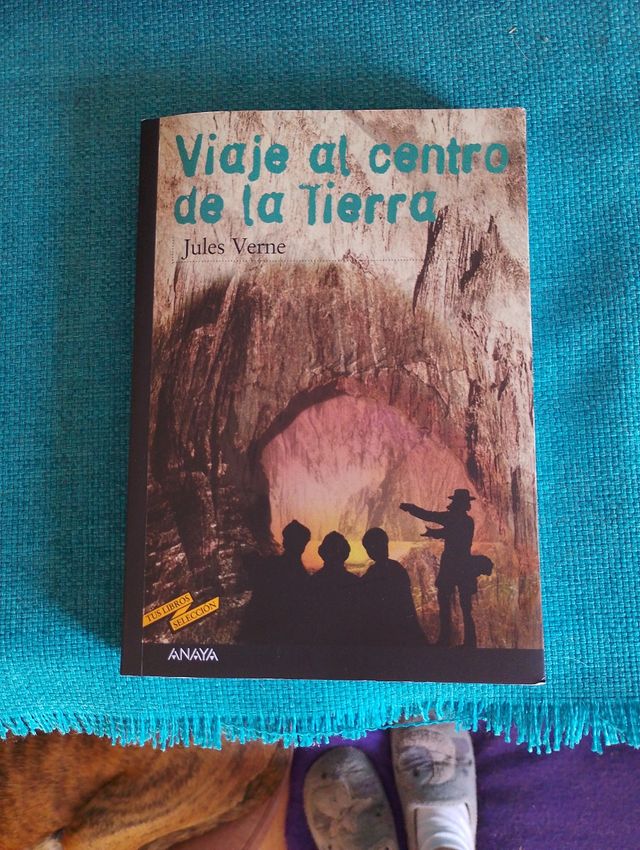 Viaje al centro
de la Tierra
Jules Verne
TUS LIBROS
SELECCIÓN
ANAYA